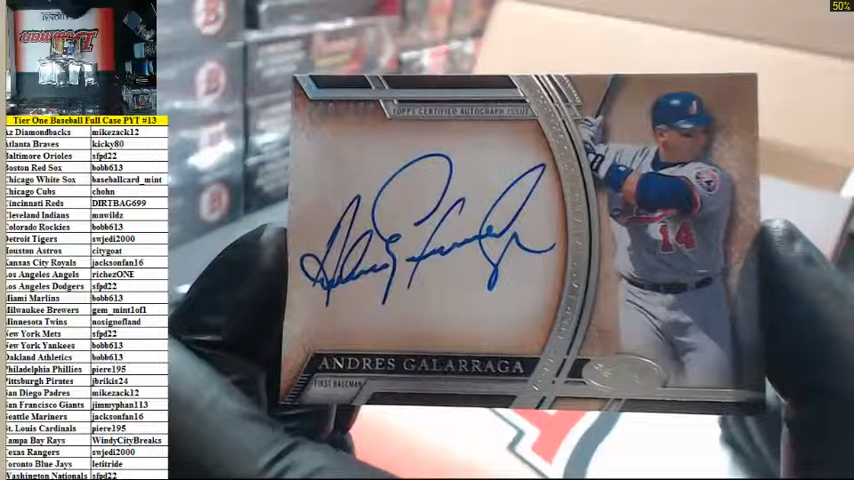 50%
Tier One Baseball Full Case PYT #13
Az Diamondbacks mikezack12
Atlanta Braves kicky80
Baltimore Orioles sfpd22
Boston Red Sox bobb613
Chicago White Sox baseballcard_mint
Chicago Cubs chohn
Cincinnati Reds DIRTBAG699
Cleveland Indians mnwildz
Colorado Rockies bobb613
Detroit Tigers swjedi2000
Houston Astros citygoat
Kansas City Royals jacksonfan16
Los Angeles Angels richezONE
Los Angeles Dodgers sfpd22
Miami Marlins bobb613
Milwaukee Brewers gem_mint1of1
Minnesota Twins nosignofland
New York Mets sfpd22
New York Yankees bobb613
Oakland Athletics bobb613
Philadelphia Phillies piere195
Pittsburgh Pirates jbrikis24
San Diego Padres mikezack12
San Francisco Giants jimmyphan113
Seattle Mariners jacksonfan16
St. Louis Cardinals piere195
Tampa Bay Rays WindyCityBreaks
Texas Rangers swjedi2000
Toronto Blue Jays letitride
Washington Nationals sfpd22
TOPPS CERTIFIED AUTOGRAPH ISSUE
14
ANDRES GALARRAGA
FIRST BASEMAN